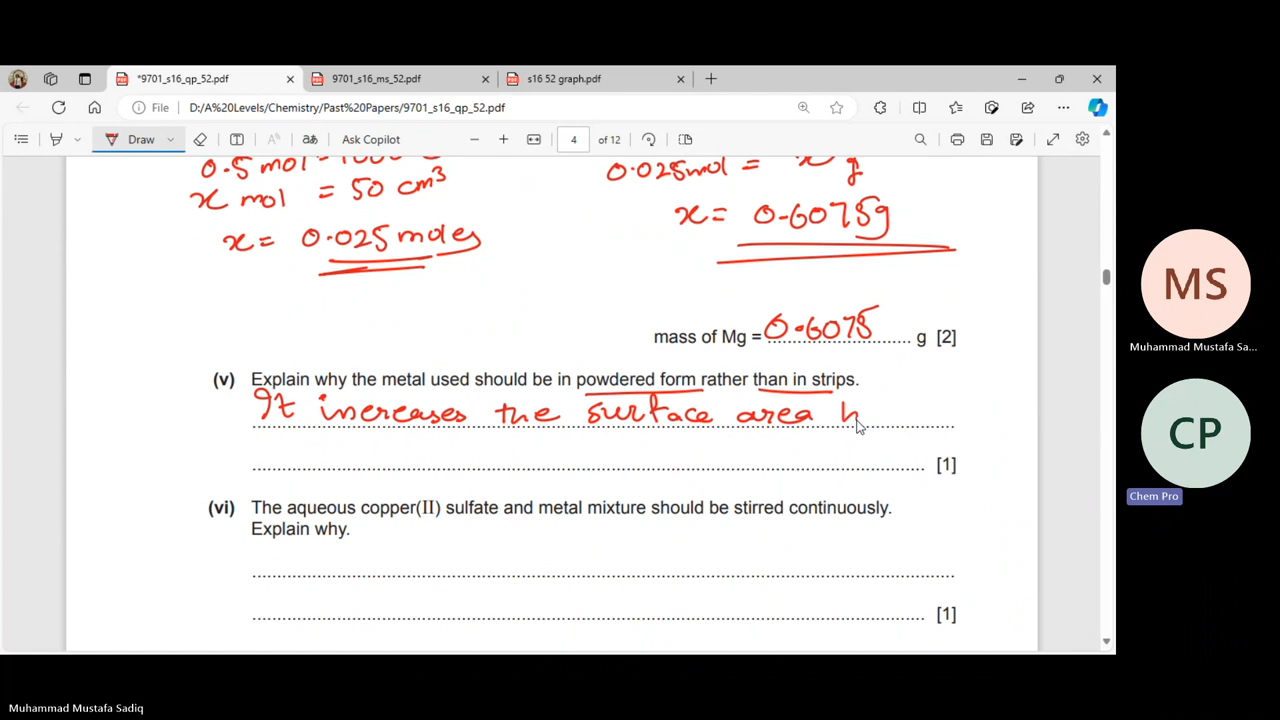 *9701_s16_qp_52.pdf
9701_s16_ms_52.pdf
s16 52 graph.pdf
File D:/A%20Levels/Chemistry/Past%20Papers/9701_s16_qp_52.pdf
Draw
Ask Copilot
4 of 12
0.5 mol =
x mol = 50 cm³
x = 0.025 moles
0.025mol = x g
x = 0.6075g
mass of Mg = 0.6075 g [2]
(v) Explain why the metal used should be in powdered form rather than in strips.
It increases the surface area h
[1]
(vi) The aqueous copper(II) sulfate and metal mixture should be stirred continuously.
Explain why.
[1]
MS
Muhammad Mustafa Sa...
CP
Chem Pro
Muhammad Mustafa Sadiq